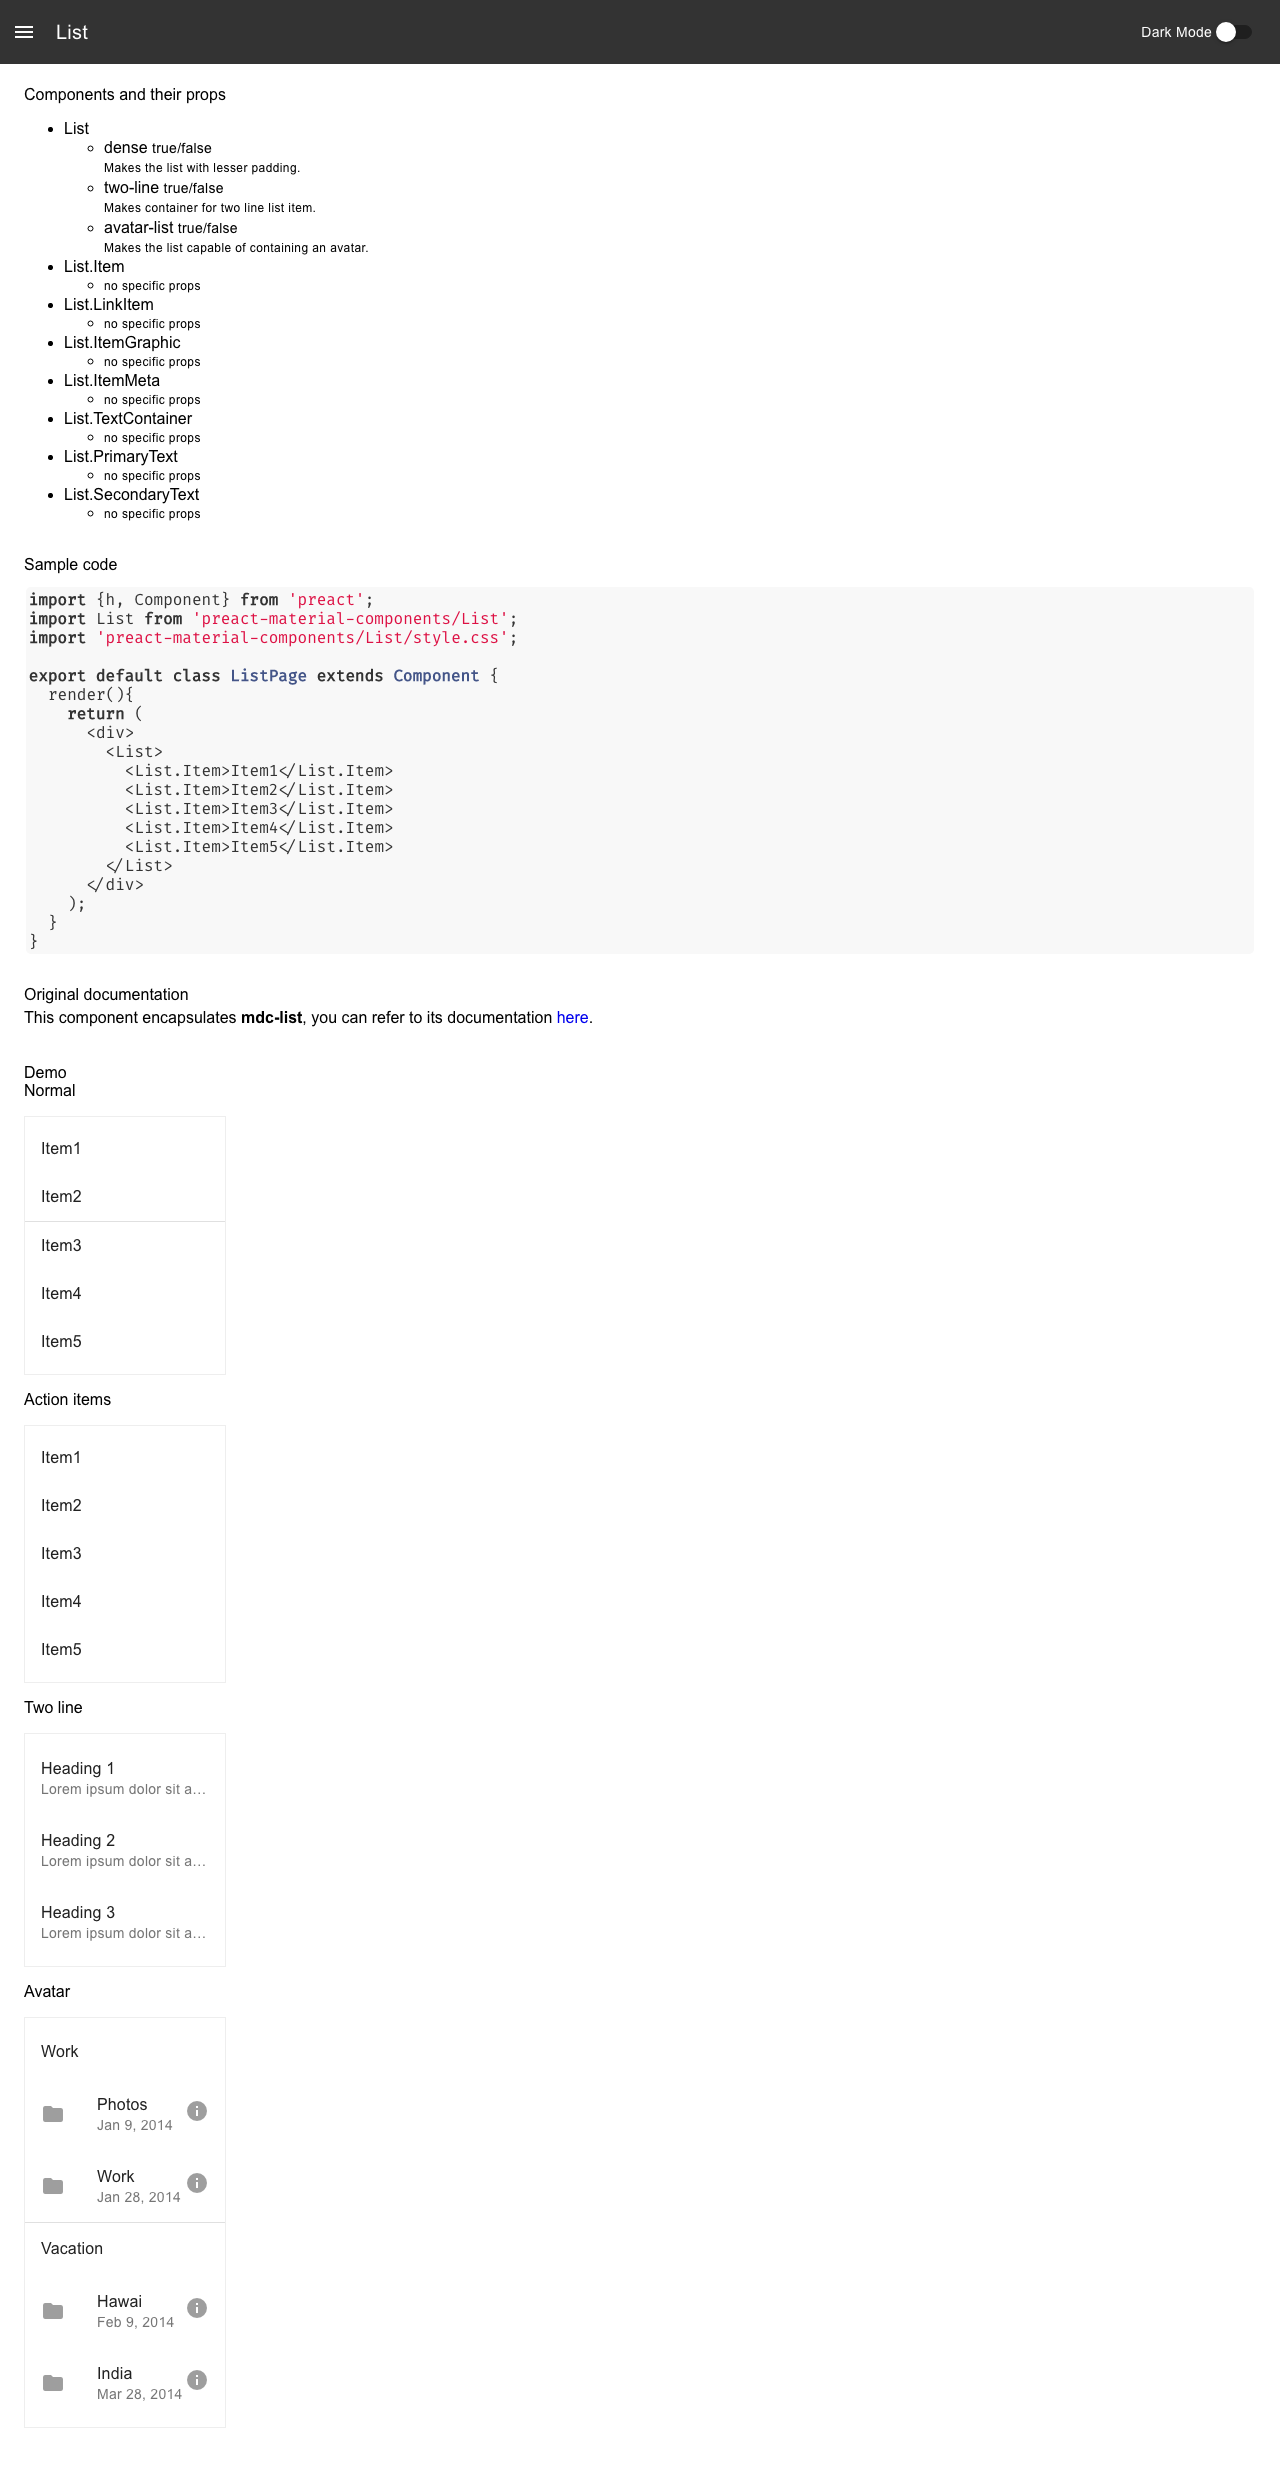 List
Dark Mode
Components and their props
List
dense true/false
Makes the list with lesser padding.
two-line true/false
Makes container for two line list item.
avatar-list true/false
Makes the list capable of containing an avatar.
List.Item
no specific props
List.LinkItem
no specific props
List.ItemGraphic
no specific props
List.ItemMeta
no specific props
List.TextContainer
no specific props
List.PrimaryText
no specific props
List.SecondaryText
no specific props
Sample code
import {h, Component} from 'preact';
import List from 'preact-material-components/List';
import 'preact-material-components/List/style.css';
export default class ListPage extends Component {
render(){
return (
<div>
<List>
<List.Item>Item1</List.Item>
<List.Item>Item2</List.Item>
<List.Item>Item3</List.Item>
<List.Item>Item4</List.Item>
<List.Item>Item5</List.Item>
</List>
</div>
);
}
}
Original documentation
This component encapsulates mdc-list, you can refer to its documentation here.
Demo
Normal
Item1
Item2
Item3
Item4
Item5
Action items
Item1
Item2
Item3
Item4
Item5
Two line
Heading 1
Lorem ipsum dolor sit a...
Heading 2
Lorem ipsum dolor sit a...
Heading 3
Lorem ipsum dolor sit a...
Avatar
Work
Photos
Jan 9, 2014
Work
Jan 28, 2014
Vacation
Hawai
Feb 9, 2014
India
Mar 28, 2014